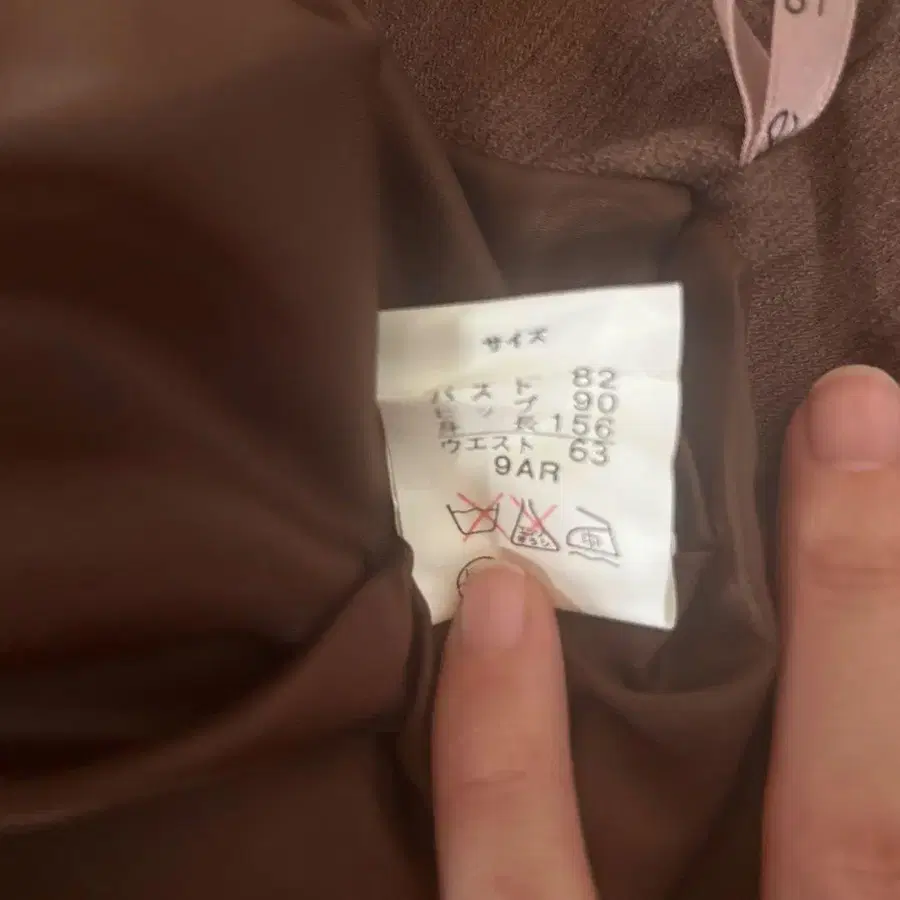 サイズ
バスト 82
ヒップ 90
身長 156
ウエスト 63
9AR
中